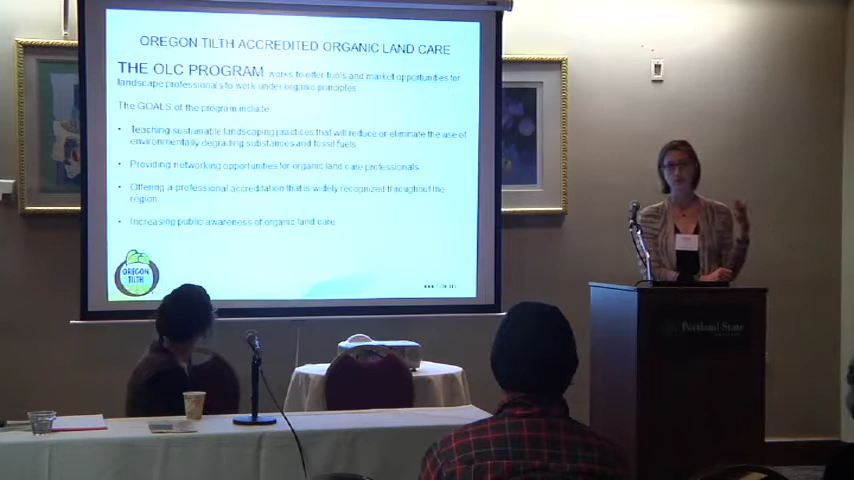 OREGON TILTH ACCREDITED ORGANIC LAND CARE
THE OLC PROGRAM works to offer tools and market opportunities for
landscape professionals to work under organic principles
The GOALS of the program include
• Teaching sustainable landscaping practices that will reduce or eliminate the use of
environmentally degrading substances and fossil fuels
• Providing networking opportunities for organic land care professionals
• Offering a professional accreditation that is widely recognized throughout the
region
• Increasing public awareness of organic land care
OREGON
TILTH
Portland State